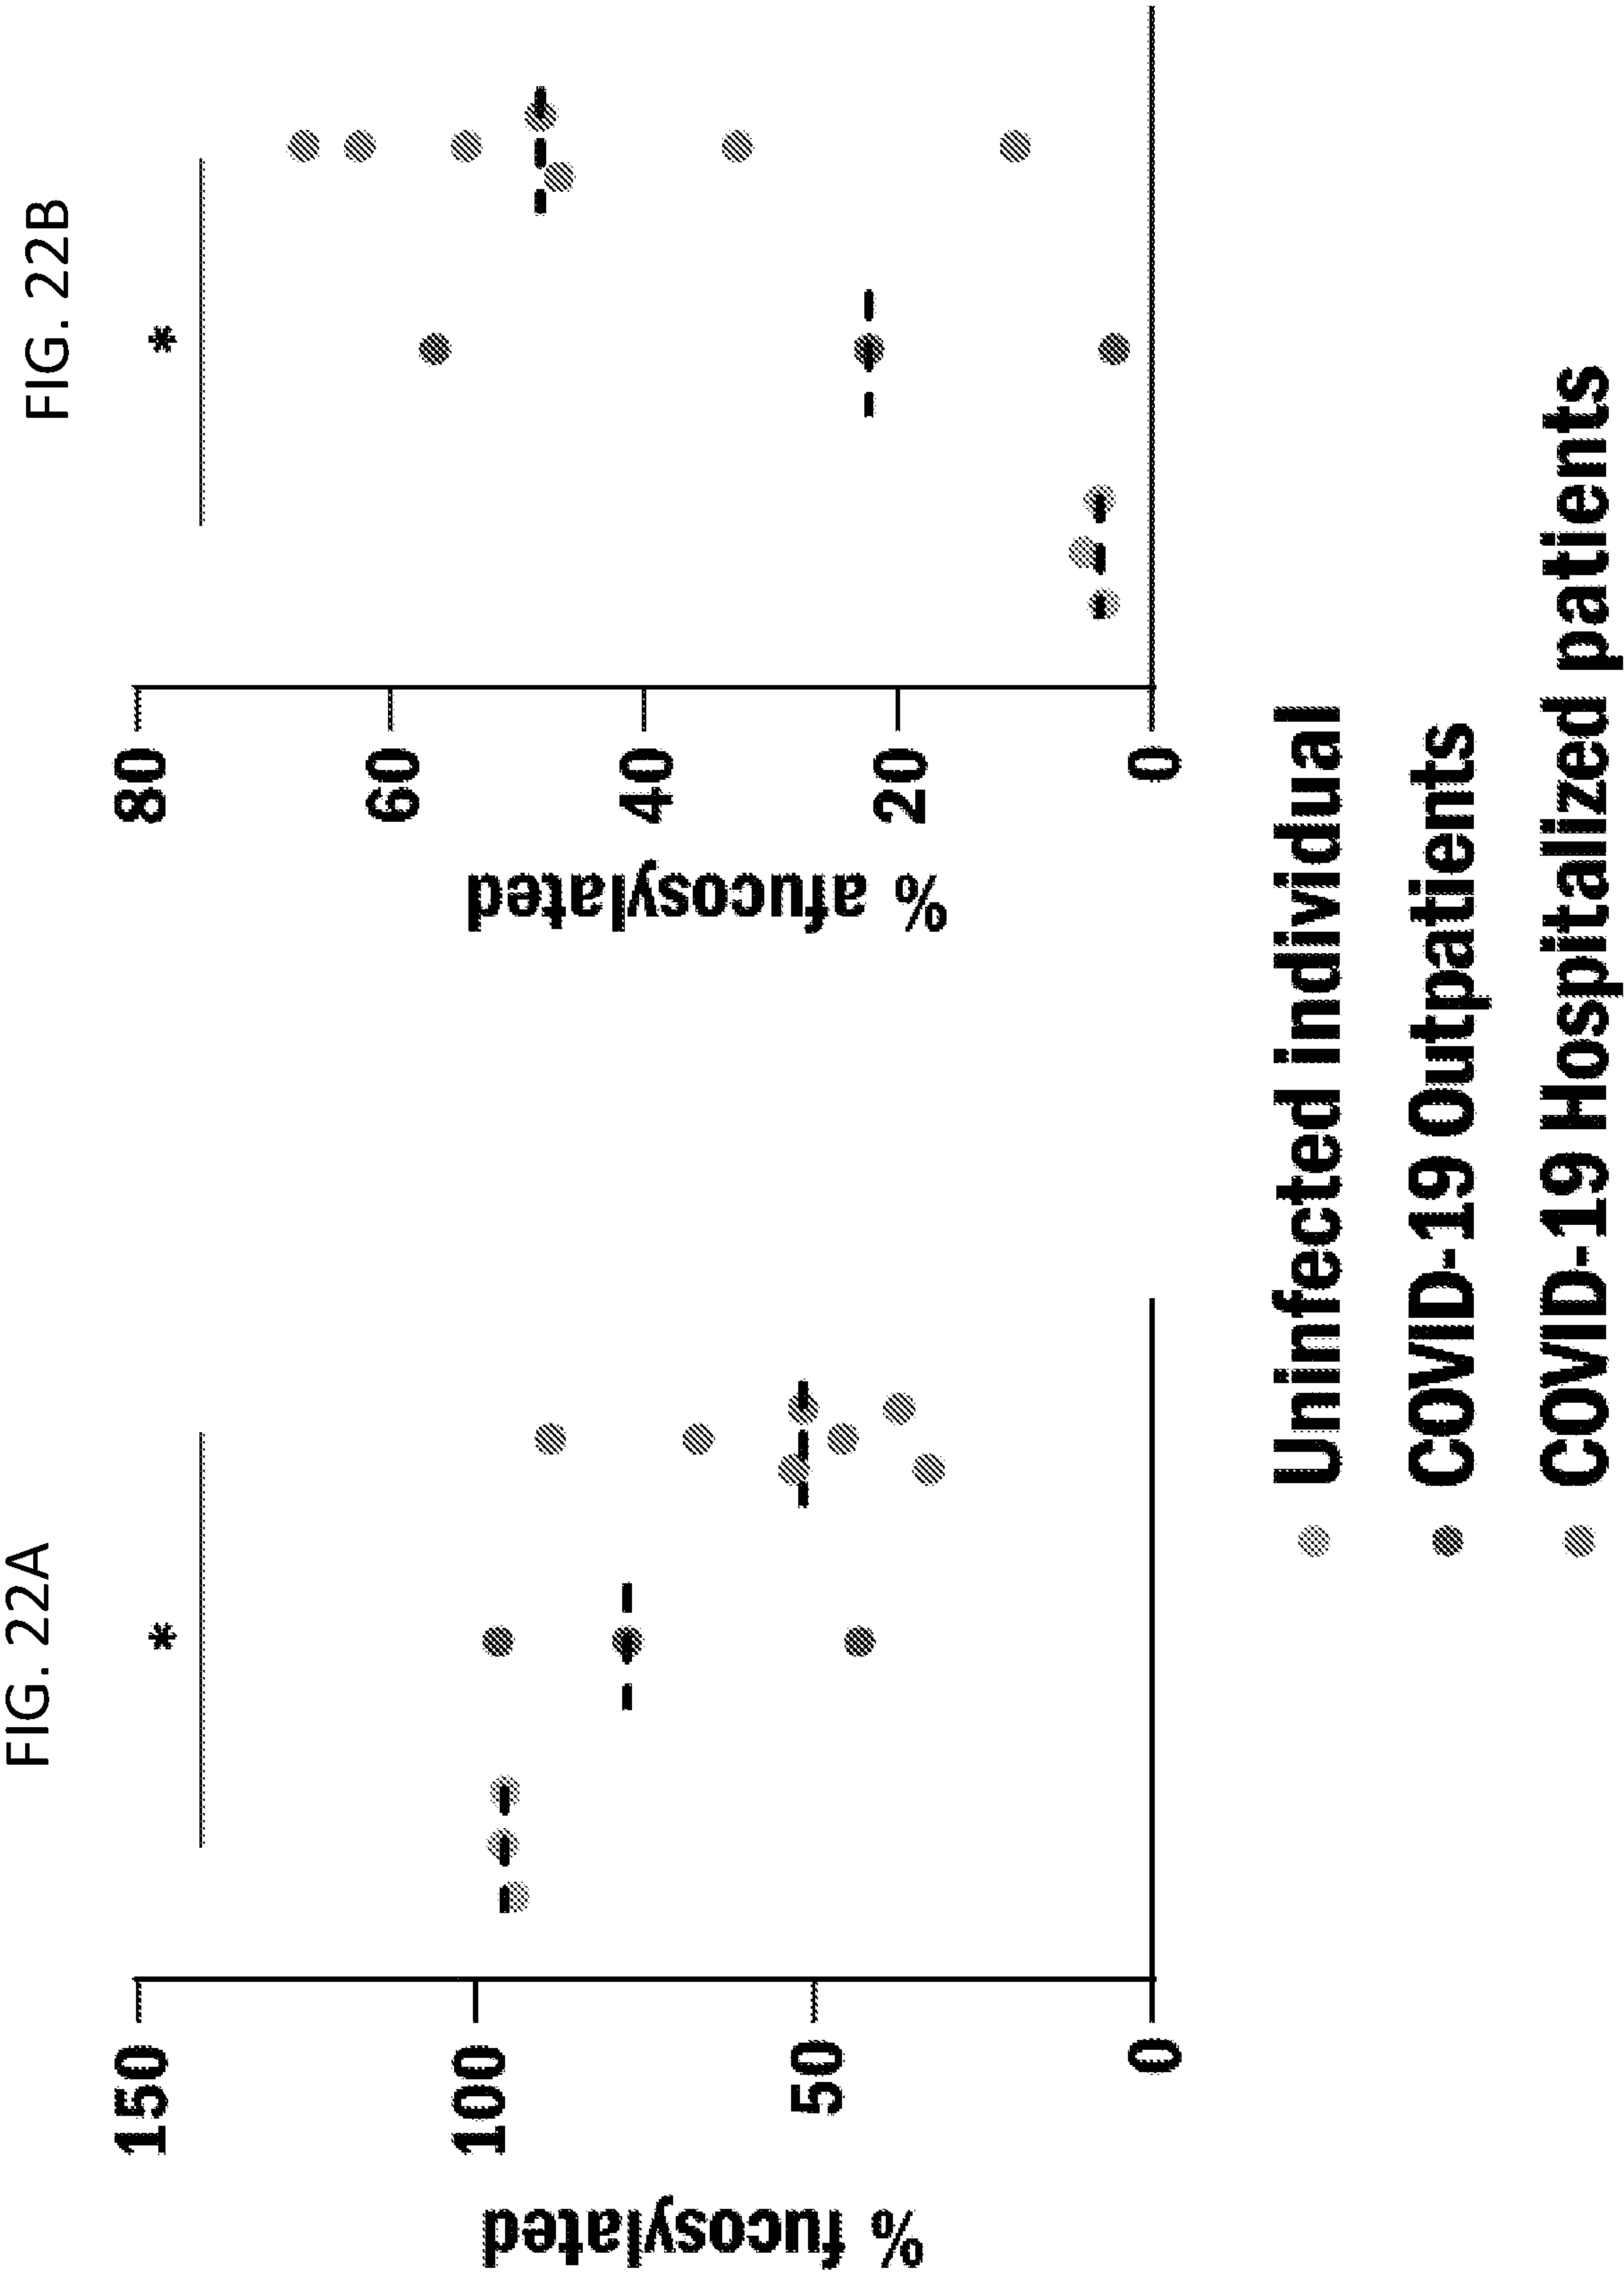 FIG. 22A
*
150
100
50
0
% fucosylated
FIG. 22B
*
80
60
40
20
0
% afucosylated
Uninfected individual
COVID-19 Outpatients
COVID-19 Hospitalized patients